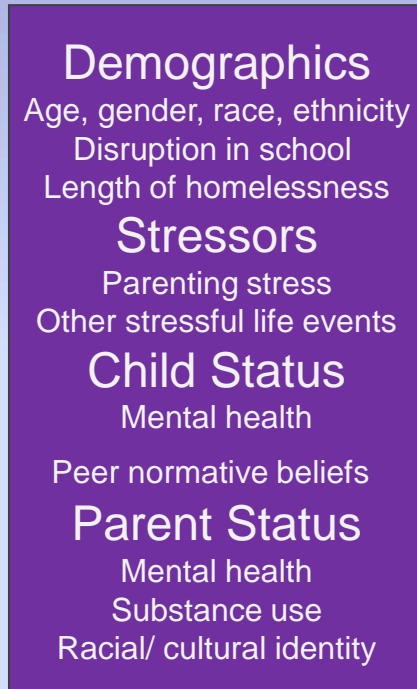 Demographics
Age, gender, race, ethnicity
Disruption in school
Length of homelessness
Stressors
Parenting stress
Other stressful life events
Child Status
Mental health
Peer normative beliefs
Parent Status
Mental health
Substance use
Racial/ cultural identity